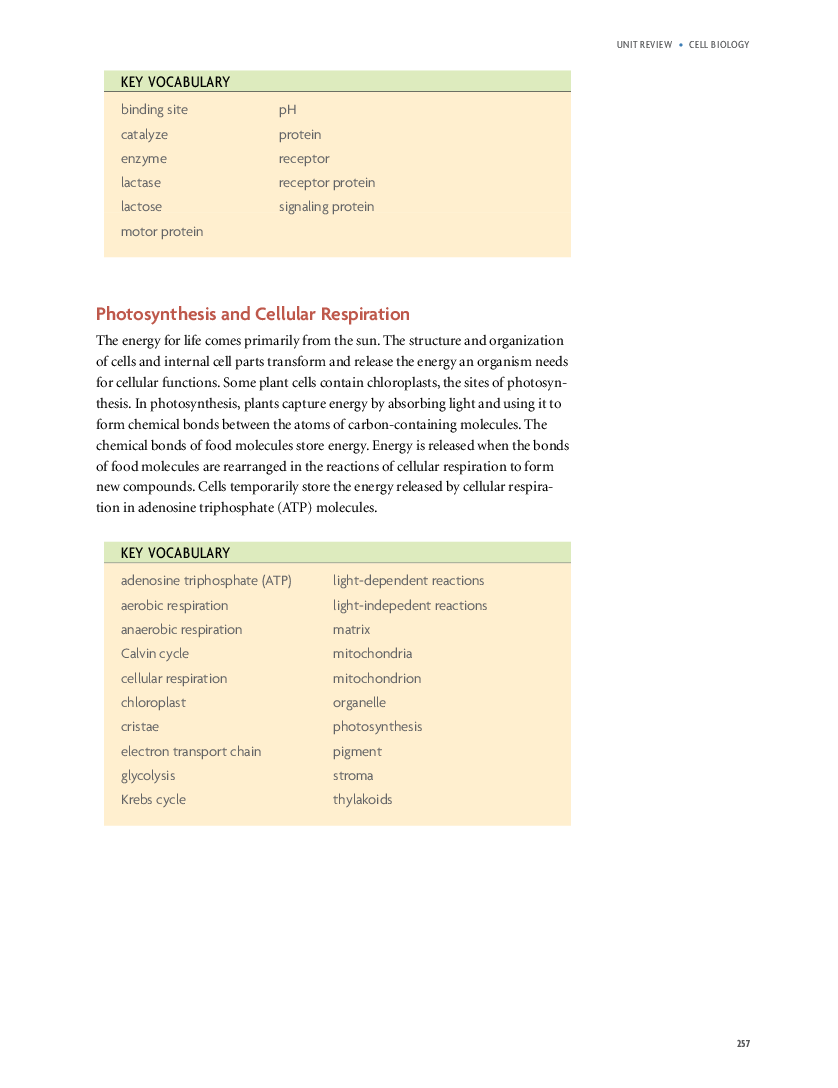 UNIT REVIEW • CELL BIOLOGY
KEY VOCABULARY
binding site
catalyze
enzyme
lactase
lactose
motor protein
pH
protein
receptor
receptor protein
signaling protein
Photosynthesis and Cellular Respiration
The energy for life comes primarily from the sun. The structure and organization
of cells and internal cell parts transform and release the energy an organism needs
for cellular functions. Some plant cells contain chloroplasts, the sites of photosyn-
thesis. In photosynthesis, plants capture energy by absorbing light and using it to
form chemical bonds between the atoms of carbon-containing molecules. The
chemical bonds of food molecules store energy. Energy is released when the bonds
of food molecules are rearranged in the reactions of cellular respiration to form
new compounds. Cells temporarily store the energy released by cellular respira-
tion in adenosine triphosphate (ATP) molecules.
KEY VOCABULARY
adenosine triphosphate (ATP)
aerobic respiration
anaerobic respiration
Calvin cycle
cellular respiration
chloroplast
cristae
electron transport chain
glycolysis
Krebs cycle
light-dependent reactions
light-indepedent reactions
matrix
mitochondria
mitochondrion
organelle
photosynthesis
pigment
stroma
thylakoids
257